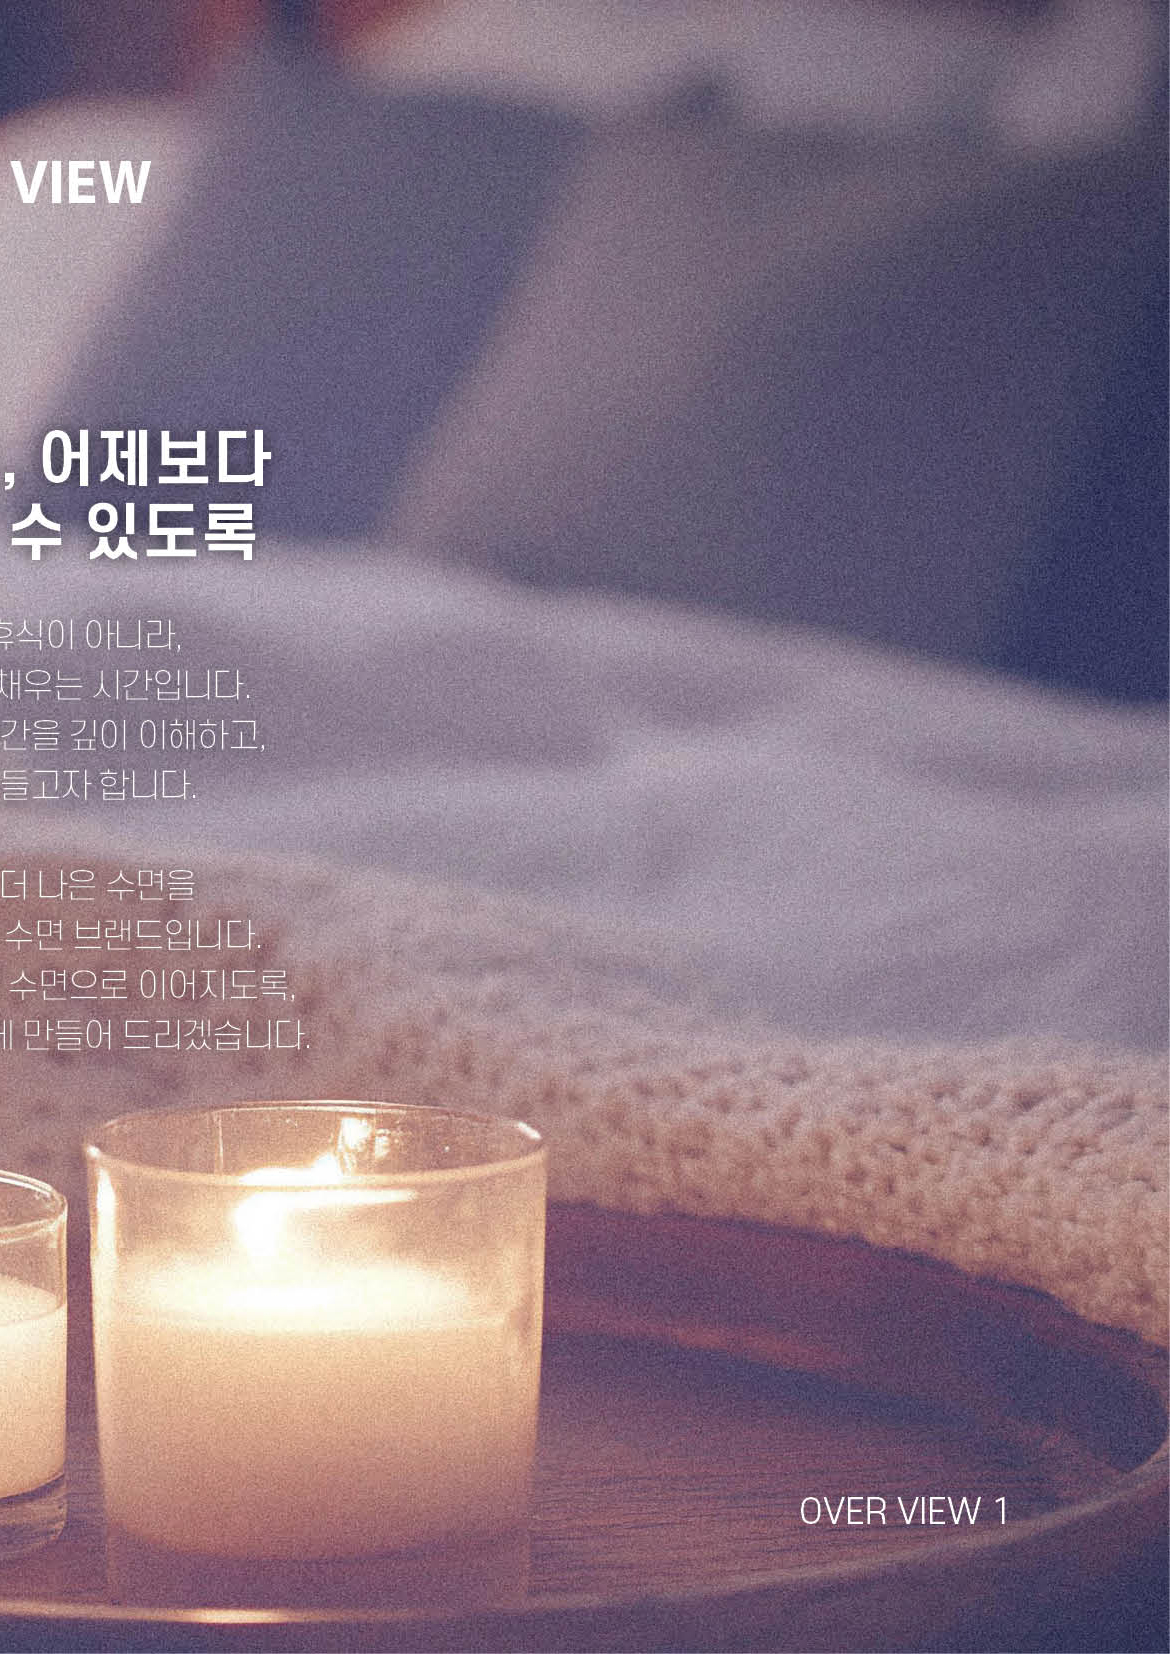 VIEW
, 어제보다
수 있도록
휴식이 아니라,
채우는 시간입니다.
간을 깊이 이해하고,
들고자 합니다.
더 나은 수면을
수면 브랜드입니다.
수면으로 이어지도록,
만들어 드리겠습니다.
OVER VIEW 1